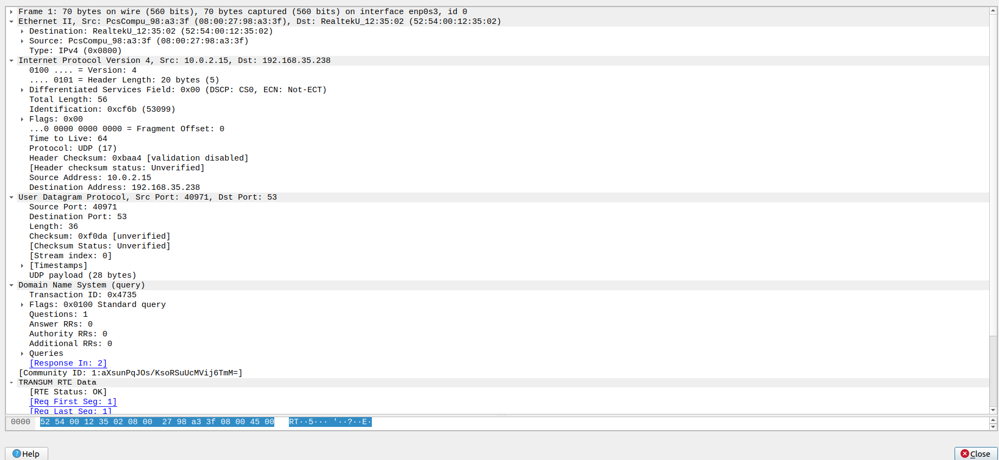 Frame 1: 70 bytes on wire (560 bits), 70 bytes captured (560 bits) on interface enp0s3, id 0
Ethernet II, Src: PcsCompu_98:a3:3f (08:00:27:98:a3:3f), Dst: RealtekU_12:35:02 (52:54:00:12:35:02)
Destination: RealtekU_12:35:02 (52:54:00:12:35:02)
Source: PcsCompu_98:a3:3f (08:00:27:98:a3:3f)
Type: IPv4 (0x0800)
Internet Protocol Version 4, Src: 10.0.2.15, Dst: 192.168.35.238
0100 .... = Version: 4
.... 0101 = Header Length: 20 bytes (5)
Differentiated Services Field: 0x00 (DSCP: CS0, ECN: Not-ECT)
Total Length: 56
Identification: 0xcf6b (53099)
Flags: 0x00
...0 0000 0000 0000 = Fragment Offset: 0
Time to Live: 64
Protocol: UDP (17)
Header Checksum: 0xbaa4 [validation disabled]
[Header checksum status: Unverified]
Source Address: 10.0.2.15
Destination Address: 192.168.35.238
User Datagram Protocol, Src Port: 40971, Dst Port: 53
Source Port: 40971
Destination Port: 53
Length: 36
Checksum: 0xf0da [unverified]
[Checksum Status: Unverified]
[Stream index: 0]
[Timestamps]
UDP payload (28 bytes)
Domain Name System (query)
Transaction ID: 0x4735
Flags: 0x0100 Standard query
Questions: 1
Answer RRs: 0
Authority RRs: 0
Additional RRs: 0
Queries
[Response In: 2]
[Community ID: 1:aXsunPqJOs/KsoRSuUcMVij6TmM=]
TRANSUM RTE Data
[RTE Status: OK]
[Req First Seg: 1]
[Req Last Seg: 1]
0000 52 54 00 12 35 02 08 00 27 98 a3 3f 08 00 45 00 RT··5··· '··?··E·
Help
Close